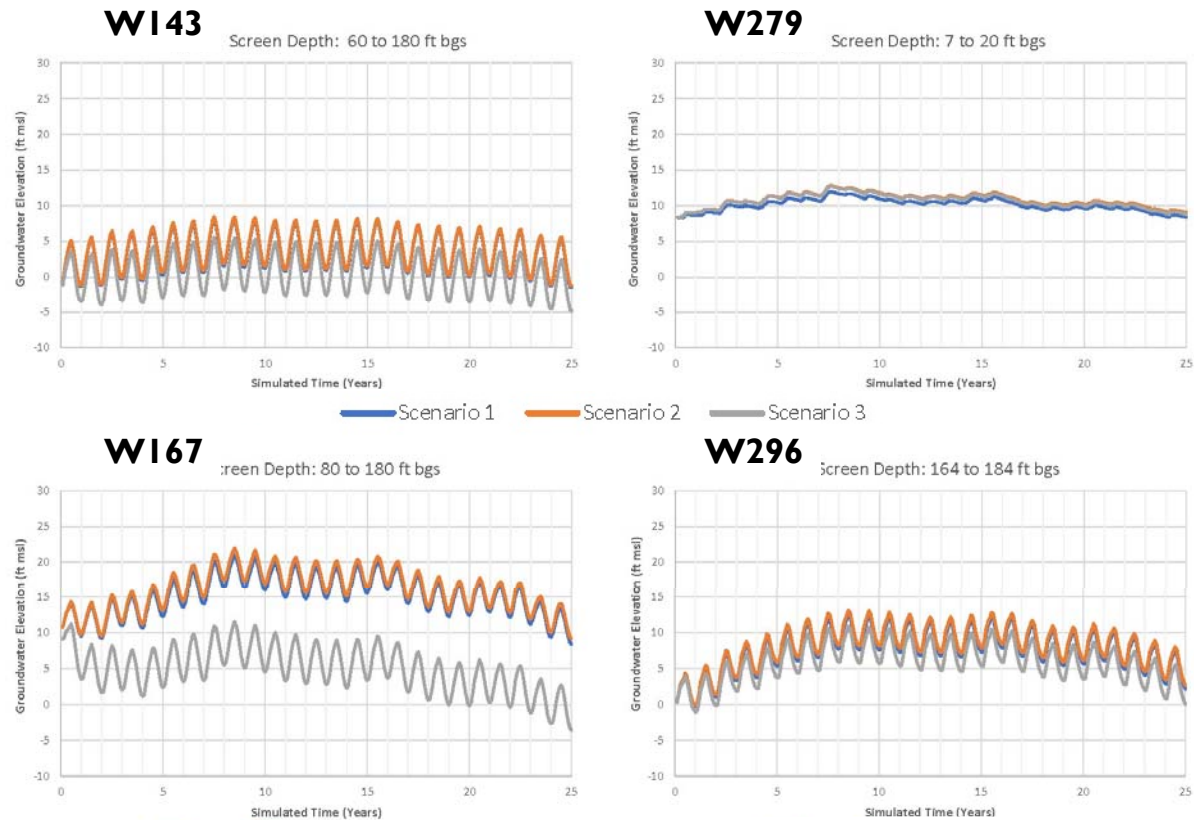 W143
Screen Depth: 60 to 180 ft bgs
30
25
20
15
10
5
0
-5
-10
Groundwater Elevation (ft msl)
0 5 10 15 20 25
Simulated Time (Years)
W279
Screen Depth: 7 to 20 ft bgs
30
25
20
15
10
5
0
-5
-10
Groundwater Elevation (ft msl)
0 5 10 15 20 25
Simulated Time (Years)
Scenario 1 Scenario 2 Scenario 3
W167
creen Depth: 80 to 180 ft bgs
30
25
20
15
10
5
0
-5
-10
Groundwater Elevation (ft msl)
0 5 10 15 20 25
Simulated Time (Years)
W296
Screen Depth: 164 to 184 ft bgs
30
25
20
15
10
5
0
-5
-10
Groundwater Elevation (ft msl)
0 5 10 15 20 25
Simulated Time (Years)